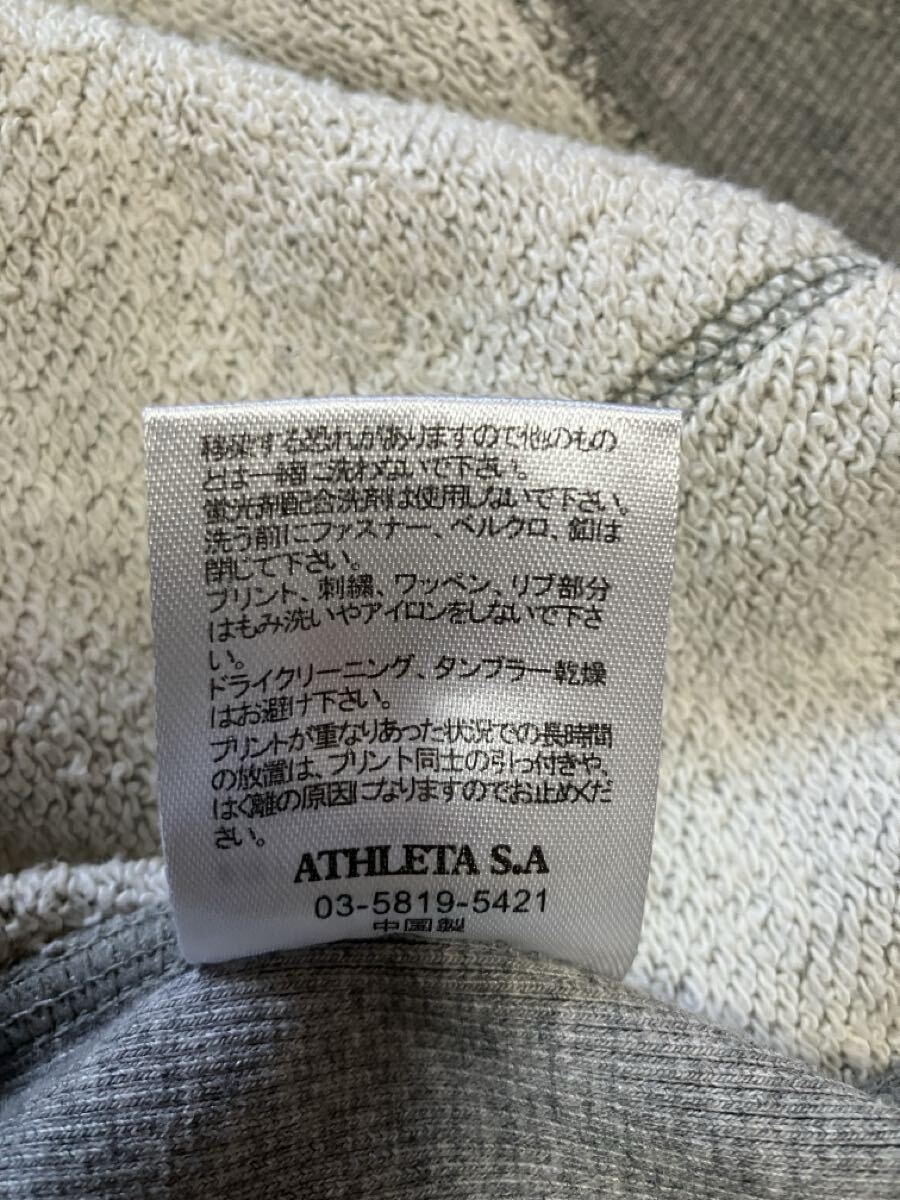 移染する恐れがありますので他のもの
とは一緒に洗わないで下さい。
蛍光剤配合洗剤は使用しないで下さい。
洗う前にファスナー、ベルクロ、釦は
閉じて下さい。
プリント、刺繍、ワッペン、リブ部分
はもみ洗いやアイロンをしないで下さ
い。
ドライクリーニング、タンブラー乾燥
はお避け下さい。
プリントが重なりあった状況での長時間
の放置は、プリント同士の引っ付きや、
はく離の原因になりますのでお止めくだ
さい。
ATHLETA S.A
03-5819-5421
中国製